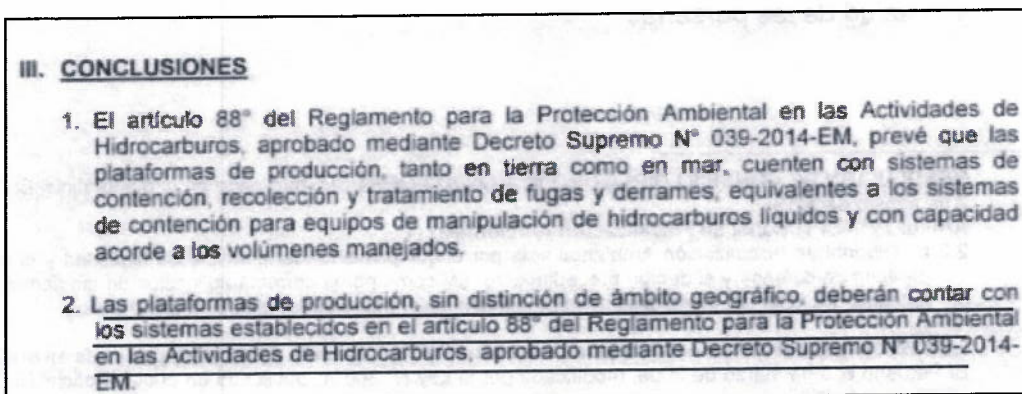 III. CONCLUSIONES
1. El artículo 88° del Reglamento para la Protección Ambiental en las Actividades de
Hidrocarburos, aprobado mediante Decreto Supremo N° 039-2014-EM, prevé que las
plataformas de producción, tanto en tierra como en mar, cuenten con sistemas de
contención, recolección y tratamiento de fugas y derrames, equivalentes a los sistemas
de contención para equipos de manipulación de hidrocarburos líquidos y con capacidad
acorde a los volúmenes manejados.
2. Las plataformas de producción, sin distinción de ámbito geográfico, deberán contar con
los sistemas establecidos en el artículo 88° del Reglamento para la Protección Ambiental
en las Actividades de Hidrocarburos, aprobado mediante Decreto Supremo N° 039-2014-
EM.